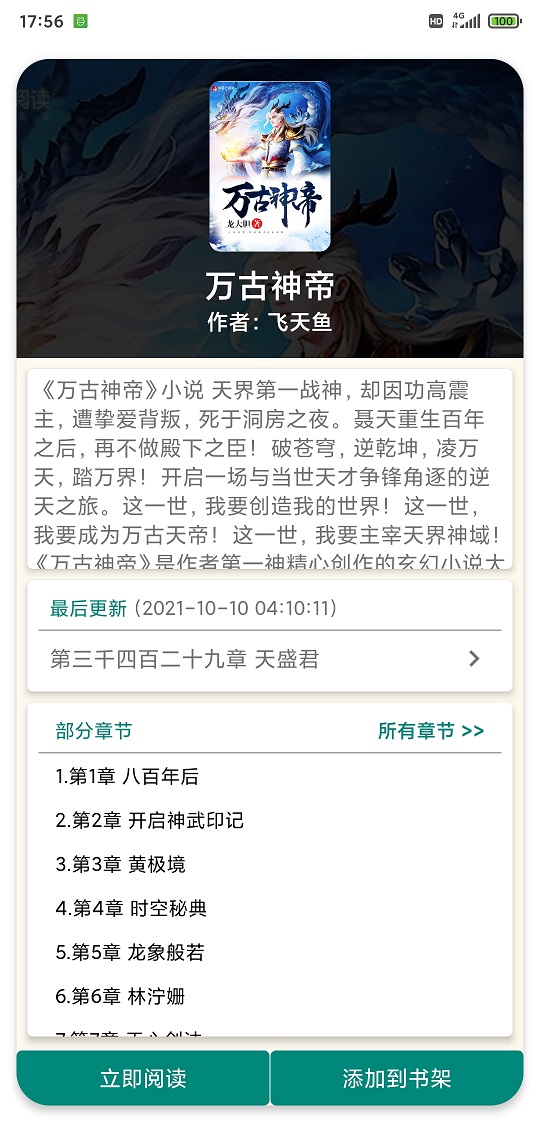 17:56
HD 4G 100
阅读
万古神帝
龙大胆 著
万古神帝
作者：飞天鱼
《万古神帝》小说 天界第一战神，却因功高震
主，遭挚爱背叛，死于洞房之夜。聂天重生百年
之后，再不做殿下之臣！破苍穹，逆乾坤，凌万
天，踏万界！开启一场与当世天才争锋角逐的逆
天之旅。这一世，我要创造我的世界！这一世，
我要成为万古天帝！这一世，我要主宰天界神域！
《万古神帝》是作者第一神精心创作的玄幻小说大
最后更新 (2021-10-10 04:10:11)
第三千四百二十九章 天盛君
部分章节 所有章节 >>
1.第1章 八百年后
2.第2章 开启神武印记
3.第3章 黄极境
4.第4章 时空秘典
5.第5章 龙象般若
6.第6章 林泞姗
立即阅读 添加到书架